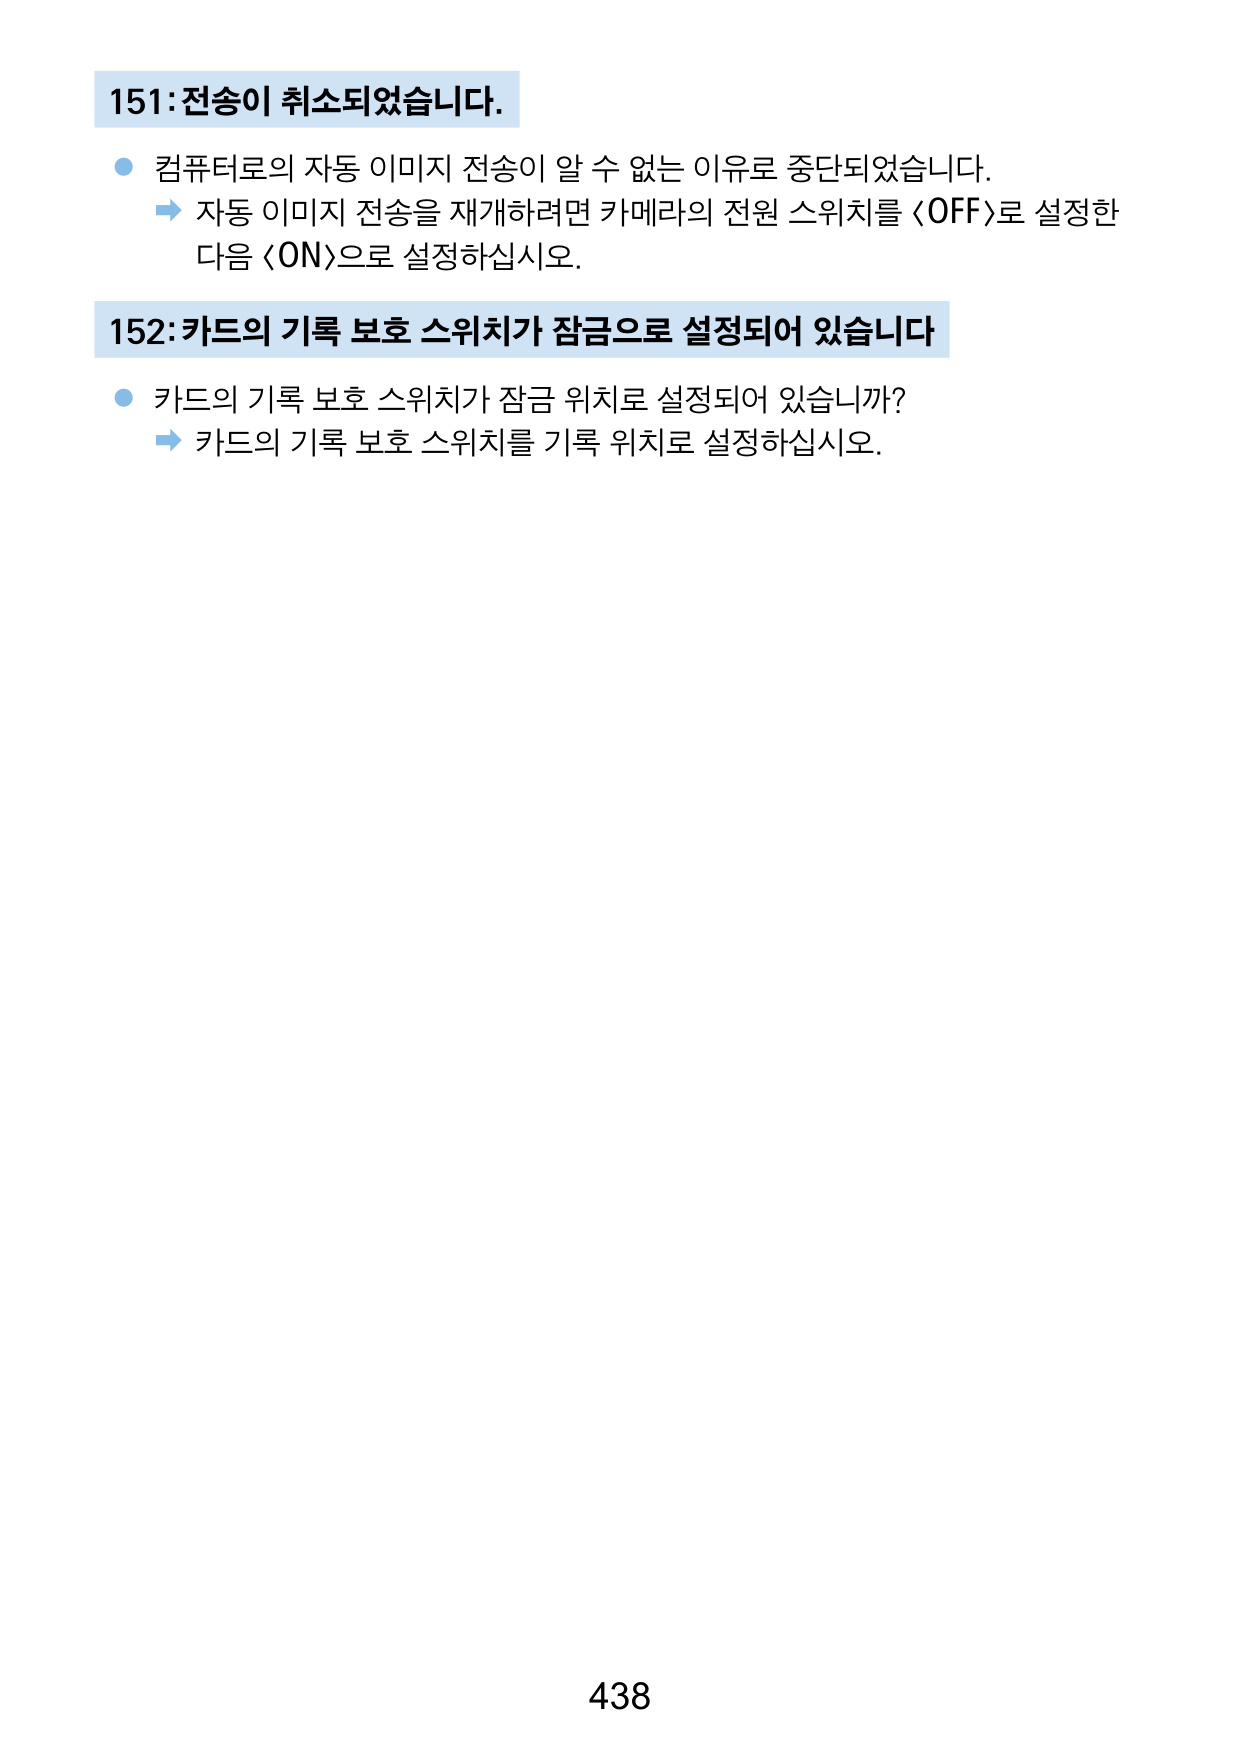 151:전송이 취소되었습니다.
● 컴퓨터로의 자동 이미지 전송이 알 수 없는 이유로 중단되었습니다.
➡ 자동 이미지 전송을 재개하려면 카메라의 전원 스위치를 〈OFF〉로 설정한
다음 〈ON〉으로 설정하십시오.
152:카드의 기록 보호 스위치가 잠금으로 설정되어 있습니다
● 카드의 기록 보호 스위치가 잠금 위치로 설정되어 있습니까?
➡ 카드의 기록 보호 스위치를 기록 위치로 설정하십시오.
438